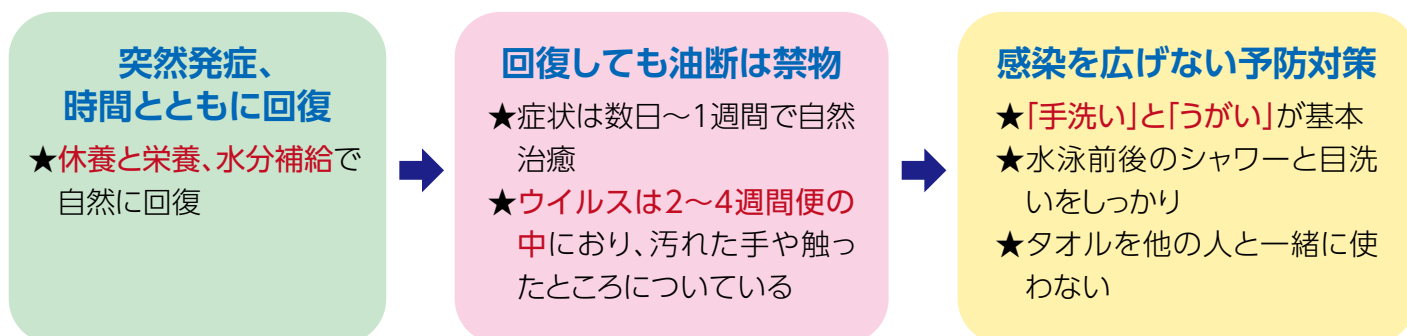 突然発症、
時間とともに回復
★休養と栄養、水分補給で
自然に回復
回復しても油断は禁物
★症状は数日〜1週間で自然
治癒
★ウイルスは2〜4週間便の
中におり、汚れた手や触っ
たところについている
感染を広げない予防対策
★「手洗い」と「うがい」が基本
★水泳前後のシャワーと目洗
いをしっかり
★タオルを他の人と一緒に使
わない